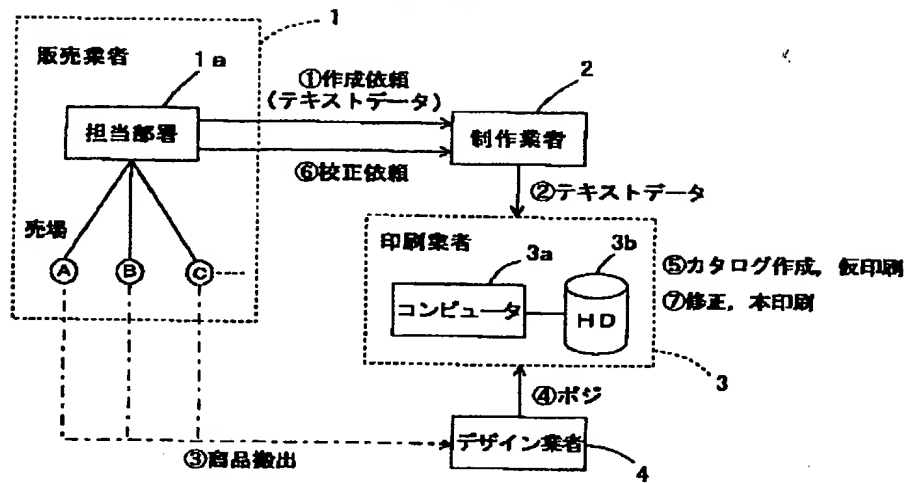 1
販売業者
1a
①作成依頼
(テキストデータ)
2
担当部署
制作業者
⑥校正依頼
②テキストデータ
売場
A
B
C
印刷業者
3a
3b
⑤カタログ作成, 仮印刷
コンピュータ
HD
⑦修正, 本印刷
3
④ポジ
③商品搬出
デザイン業者
4